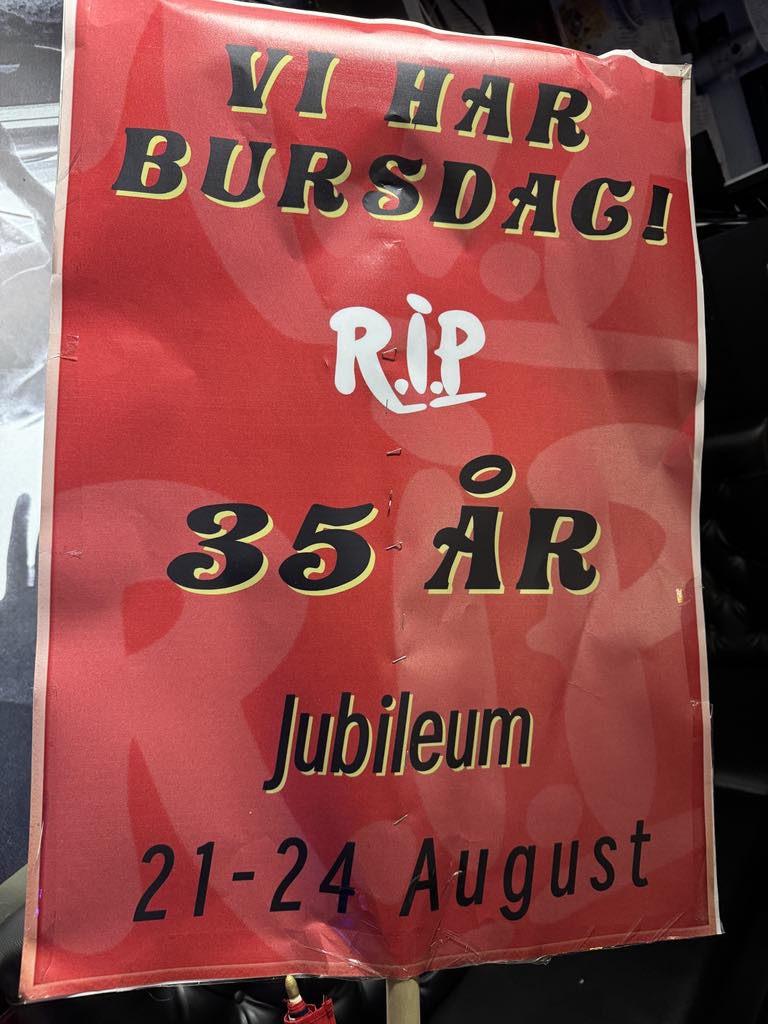 VI HAR
BURSDAG!
R.i.P
35 ÅR
Jubileum
21-24 August